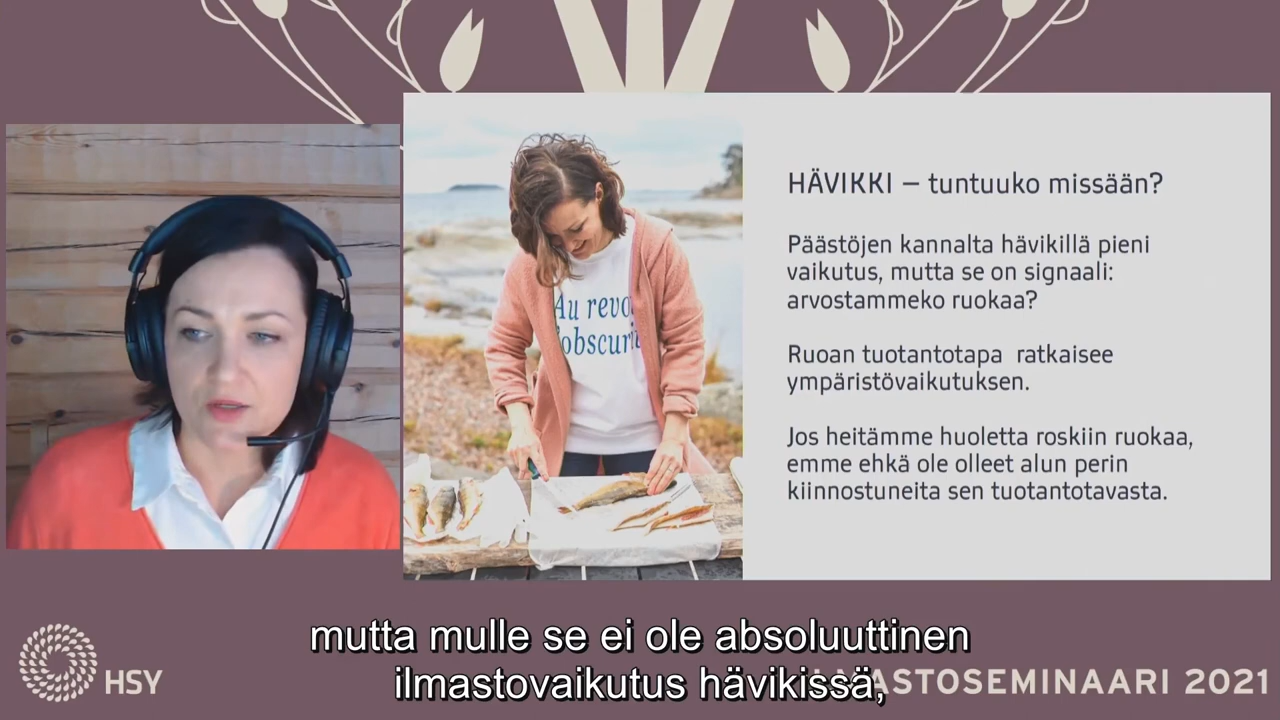 HÄVIKKI – tuntuuko missään?
Päästöjen kannalta hävikillä pieni
vaikutus, mutta se on signaali:
arvostammeko ruokaa?
Ruoan tuotantotapa ratkaisee
ympäristövaikutuksen.
Jos heitämme huoletta roskiin ruokaa,
emme ehkä ole olleet alun perin
kiinnostuneita sen tuotantotavasta.
Au revo
l'obscuri
mutta mulle se ei ole absoluuttinen
ilmastovaikutus hävikissä,
HSY
ASTOSEMINAARI 2021